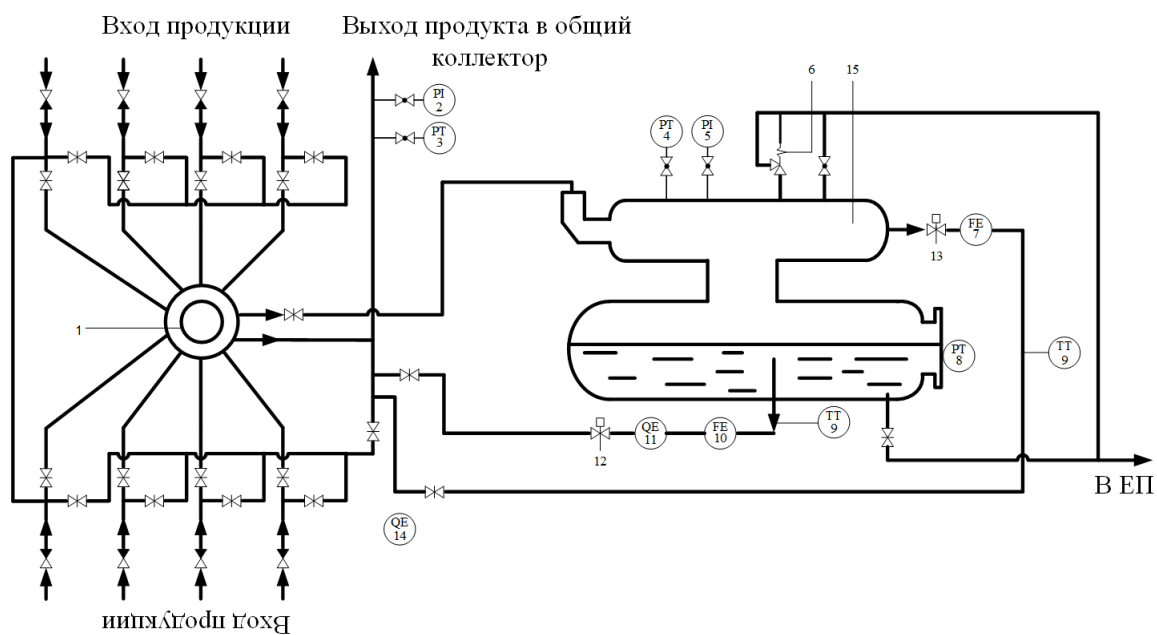 Вход продукции
Выход продукта в общий
коллектор
PI
2
PT
3
PT
4
PI
5
6
15
FE
7
13
1
PT
8
TT
9
TT
9
QE
11
FE
10
12
В ЕП
QE
14
Вход продукции